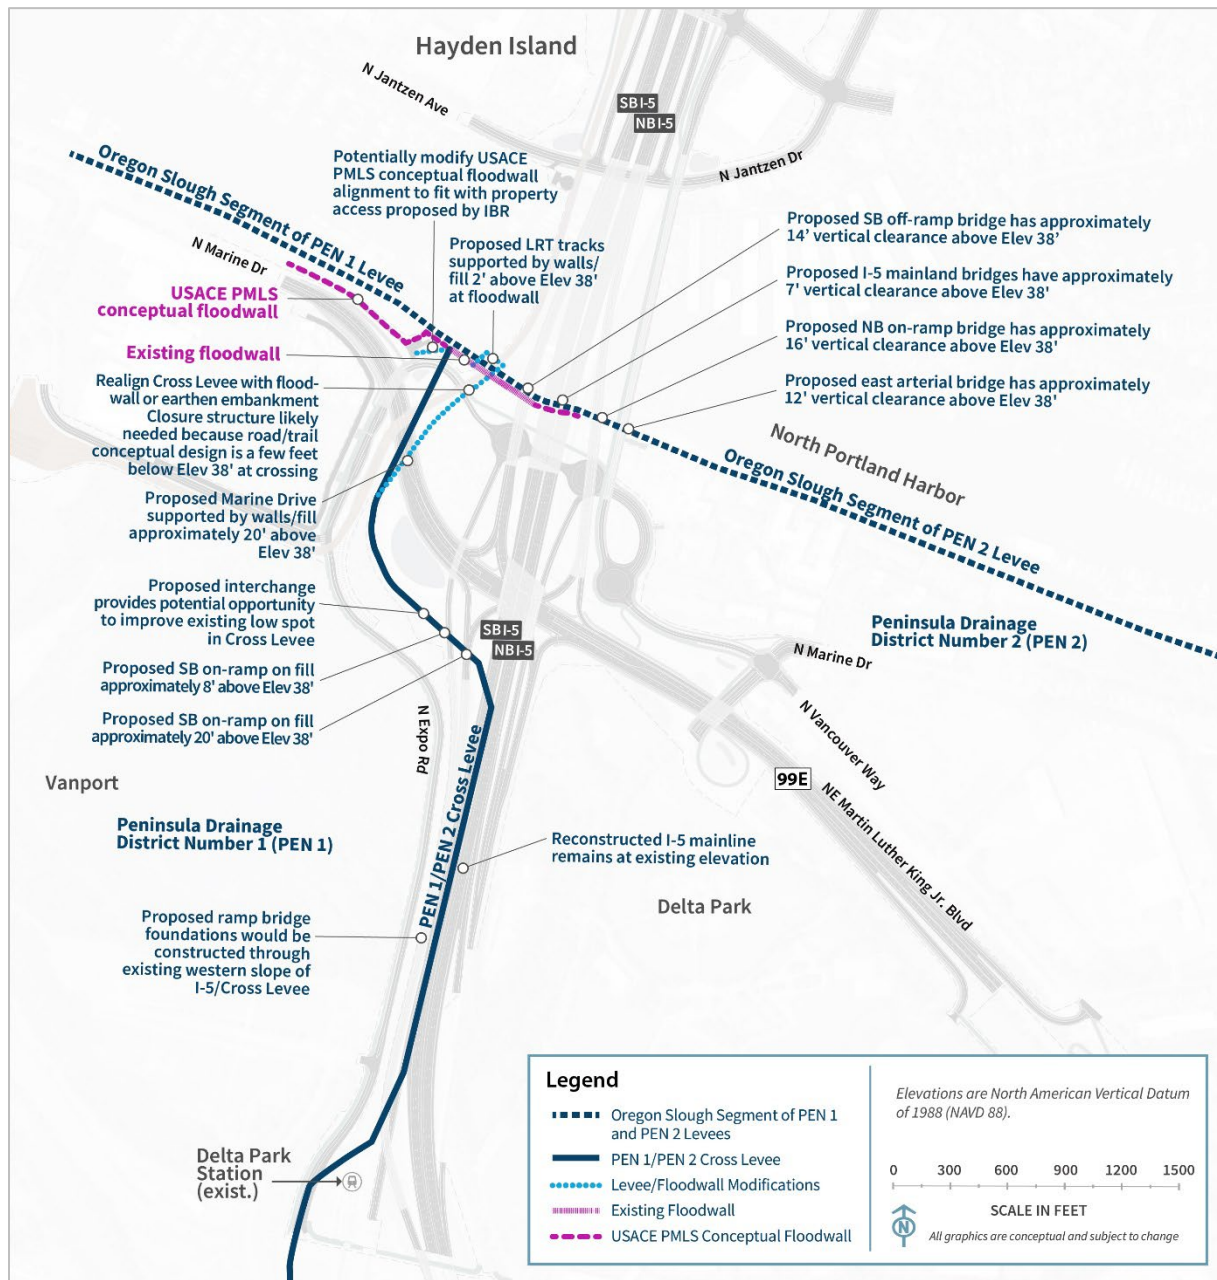 Hayden Island
N Jantzen Ave
SB I-5
NB I-5
N Jantzen Dr
Oregon Slough Segment of PEN 1 Levee
Potentially modify USACE
PMLS conceptual floodwall
alignment to fit with property
access proposed by IBR
N Marine Dr
Proposed LRT tracks
supported by walls/
fill 2' above Elev 38'
at floodwall
Proposed SB off-ramp bridge has approximately
14’ vertical clearance above Elev 38’
Proposed I-5 mainland bridges have approximately
7' vertical clearance above Elev 38'
Proposed NB on-ramp bridge has approximately
16' vertical clearance above Elev 38'
Proposed east arterial bridge has approximately
12' vertical clearance above Elev 38'
USACE PMLS
conceptual floodwall
Existing floodwall
Realign Cross Levee with flood-
wall or earthen embankment
Closure structure likely
needed because road/trail
conceptual design is a few feet
below Elev 38' at crossing
Proposed Marine Drive
supported by walls/fill
approximately 20' above
Elev 38'
North Portland Harbor
Oregon Slough Segment of PEN 2 Levee
Proposed interchange
provides potential opportunity
to improve existing low spot
in Cross Levee
Proposed SB on-ramp on fill
approximately 8' above Elev 38'
Proposed SB on-ramp on fill
approximately 20' above Elev 38'
SB I-5
NB I-5
Peninsula Drainage
District Number 2 (PEN 2)
N Marine Dr
N Vancouver Way
N Expo Rd
PEN 1/PEN 2 Cross Levee
99E
NE Martin Luther King Jr. Blvd
Vanport
Peninsula Drainage
District Number 1 (PEN 1)
Reconstructed I-5 mainline
remains at existing elevation
Delta Park
Proposed ramp bridge
foundations would be
constructed through
existing western slope of
I-5/Cross Levee
Delta Park
Station
(exist.)
Legend
Oregon Slough Segment of PEN 1
and PEN 2 Levees
PEN 1/PEN 2 Cross Levee
Levee/Floodwall Modifications
Existing Floodwall
USACE PMLS Conceptual Floodwall
Elevations are North American Vertical Datum
of 1988 (NAVD 88).
0 300 600 900 1200 1500
SCALE IN FEET
N
All graphics are conceptual and subject to change